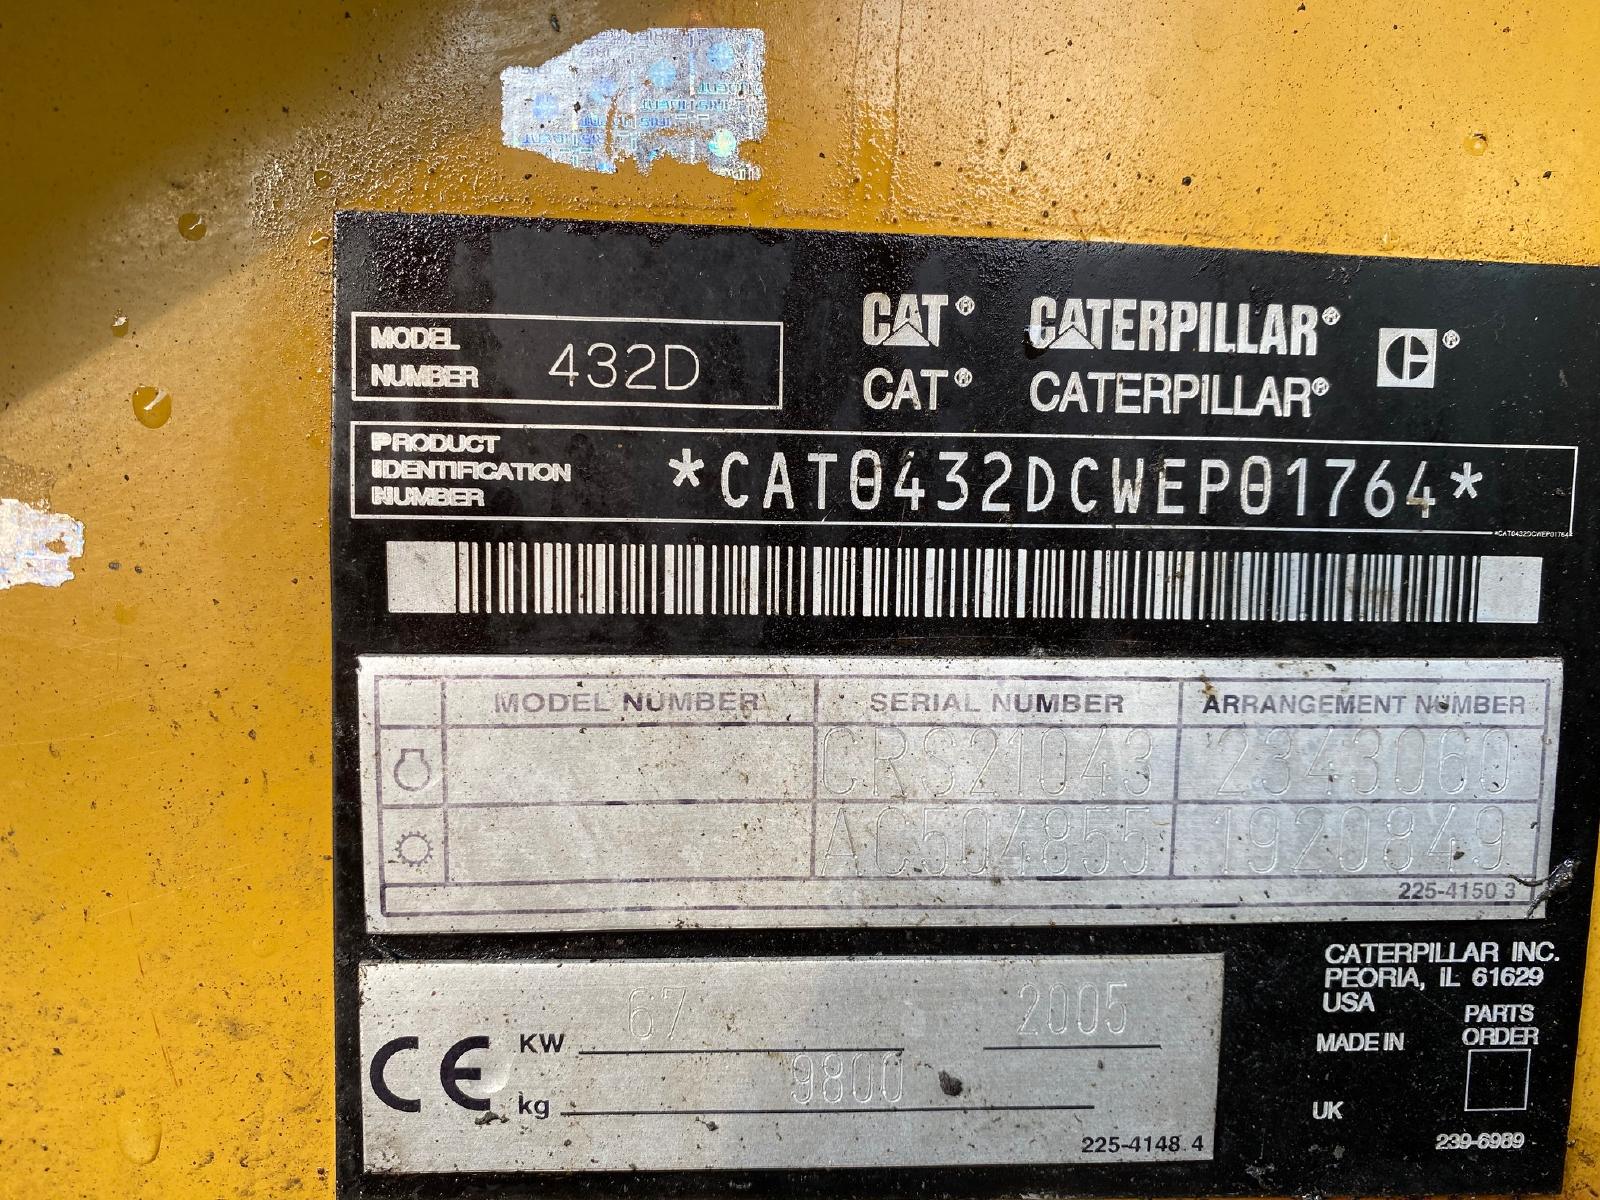 MODEL NUMBER 432D
CAT® CATERPILLAR®
CAT® CATERPILLAR®
PRODUCT IDENTIFICATION NUMBER *CAT0432DCWEP01764*
*CAT0432DCWEP01764*
MODEL NUMBER SERIAL NUMBER ARRANGEMENT NUMBER
CRS21043 2343060
AC504855 1920849
225-4150 3
CE KW 67 2005
kg 9800
225-4148 4
CATERPILLAR INC.
PEORIA, IL 61629
USA
MADE IN
UK
PARTS
ORDER
239-6989